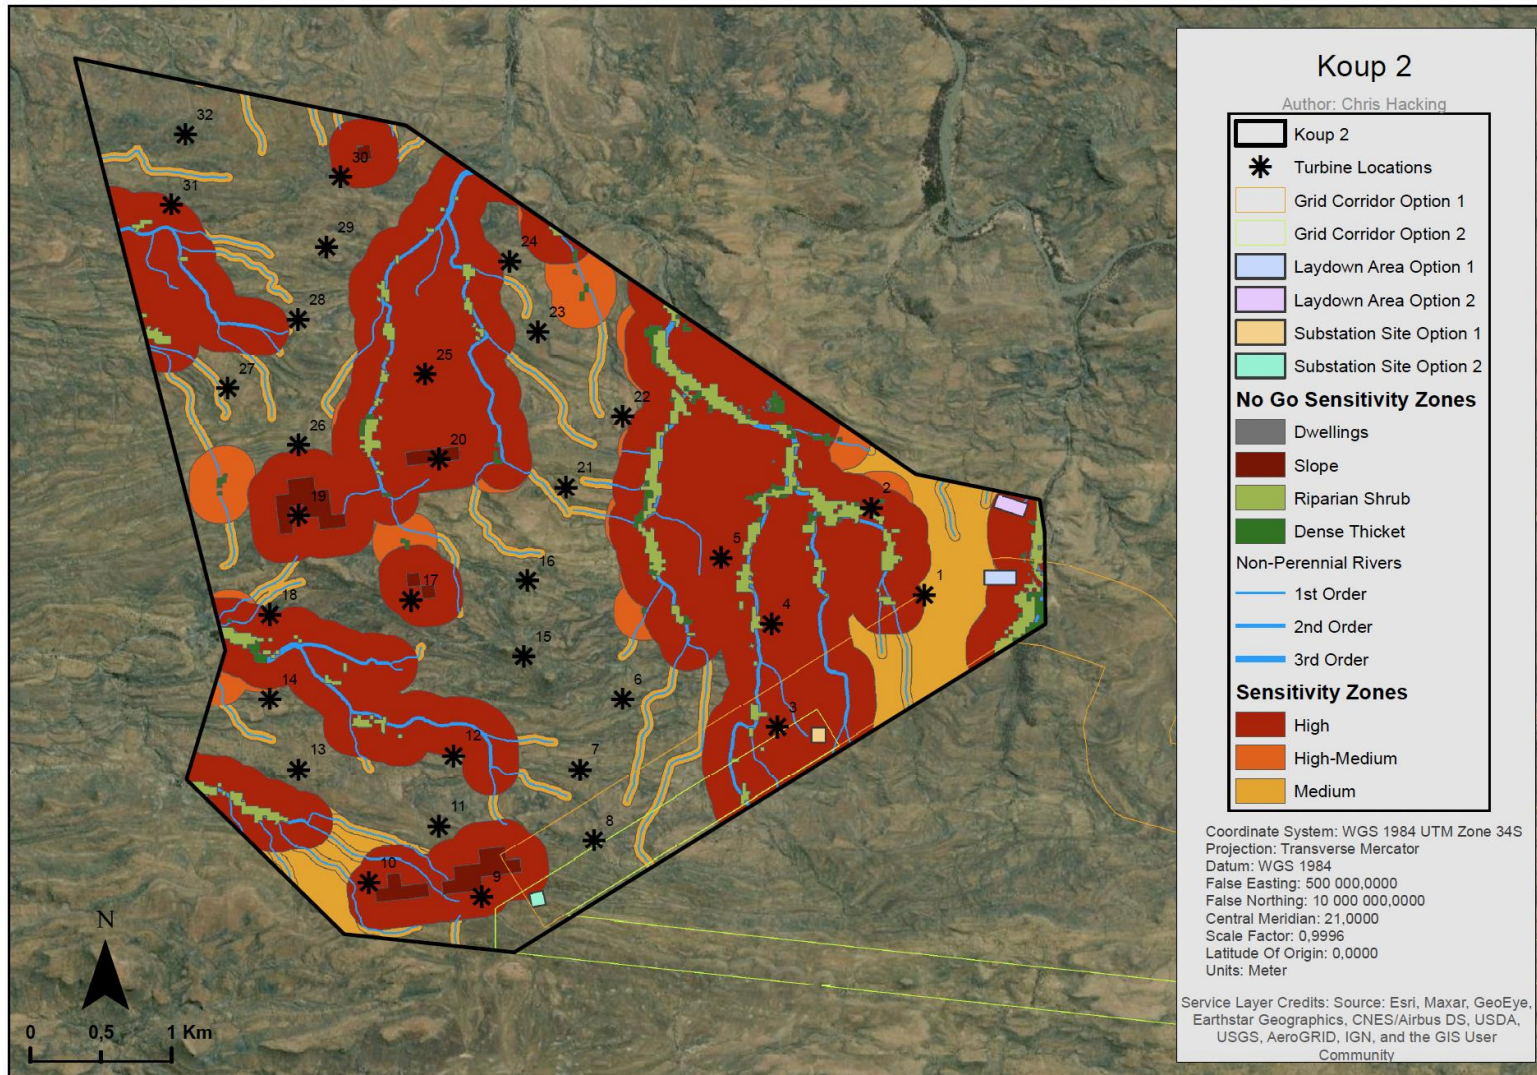 Koup 2
Author: Chris Hacking
Koup 2
Turbine Locations
Grid Corridor Option 1
Grid Corridor Option 2
Laydown Area Option 1
Laydown Area Option 2
Substation Site Option 1
Substation Site Option 2
No Go Sensitivity Zones
Dwellings
Slope
Riparian Shrub
Dense Thicket
Non-Perennial Rivers
1st Order
2nd Order
3rd Order
Sensitivity Zones
High
High-Medium
Medium
Coordinate System: WGS 1984 UTM Zone 34S
Projection: Transverse Mercator
Datum: WGS 1984
False Easting: 500 000,0000
False Northing: 10 000 000,0000
Central Meridian: 21,0000
Scale Factor: 0,9996
Latitude Of Origin: 0,0000
Units: Meter
Service Layer Credits: Source: Esri, Maxar, GeoEye,
Earthstar Geographics, CNES/Airbus DS, USDA,
USGS, AeroGRID, IGN, and the GIS User
Community
32
30
31
29
24
28
23
25
27
22
26
20
21
19
2
5
16
17
1
18
4
15
14
6
3
12
13
7
11
8
10
9
N
0 0,5 1 Km